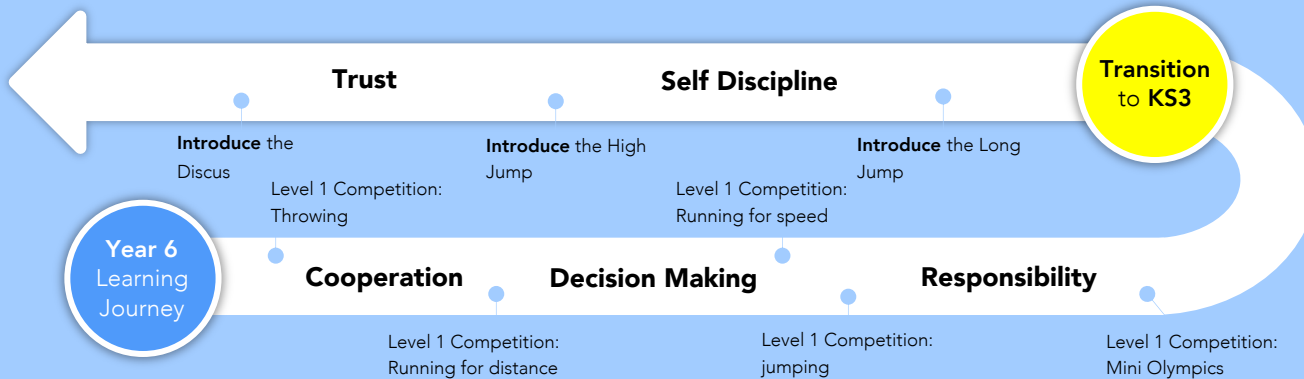 Trust
Self Discipline
Transition
to KS3
Introduce the
Discus
Introduce the High
Jump
Introduce the Long
Jump
Level 1 Competition:
Throwing
Level 1 Competition:
Running for speed
Year 6
Learning
Journey
Cooperation
Decision Making
Responsibility
Level 1 Competition:
Running for distance
Level 1 Competition:
jumping
Level 1 Competition:
Mini Olympics